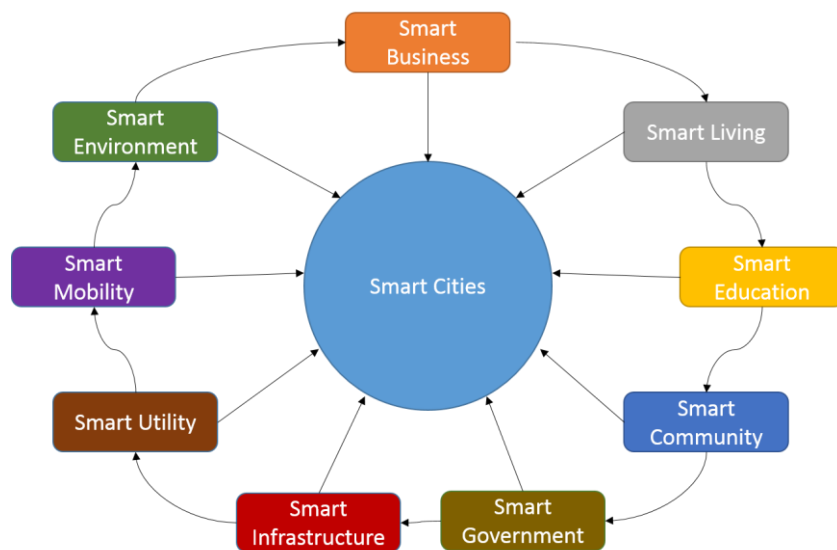 Smart
Business
Smart
Environment
Smart Living
Smart
Mobility
Smart Cities
Smart
Education
Smart Utility
Smart
Community
Smart
Infrastructure
Smart
Government